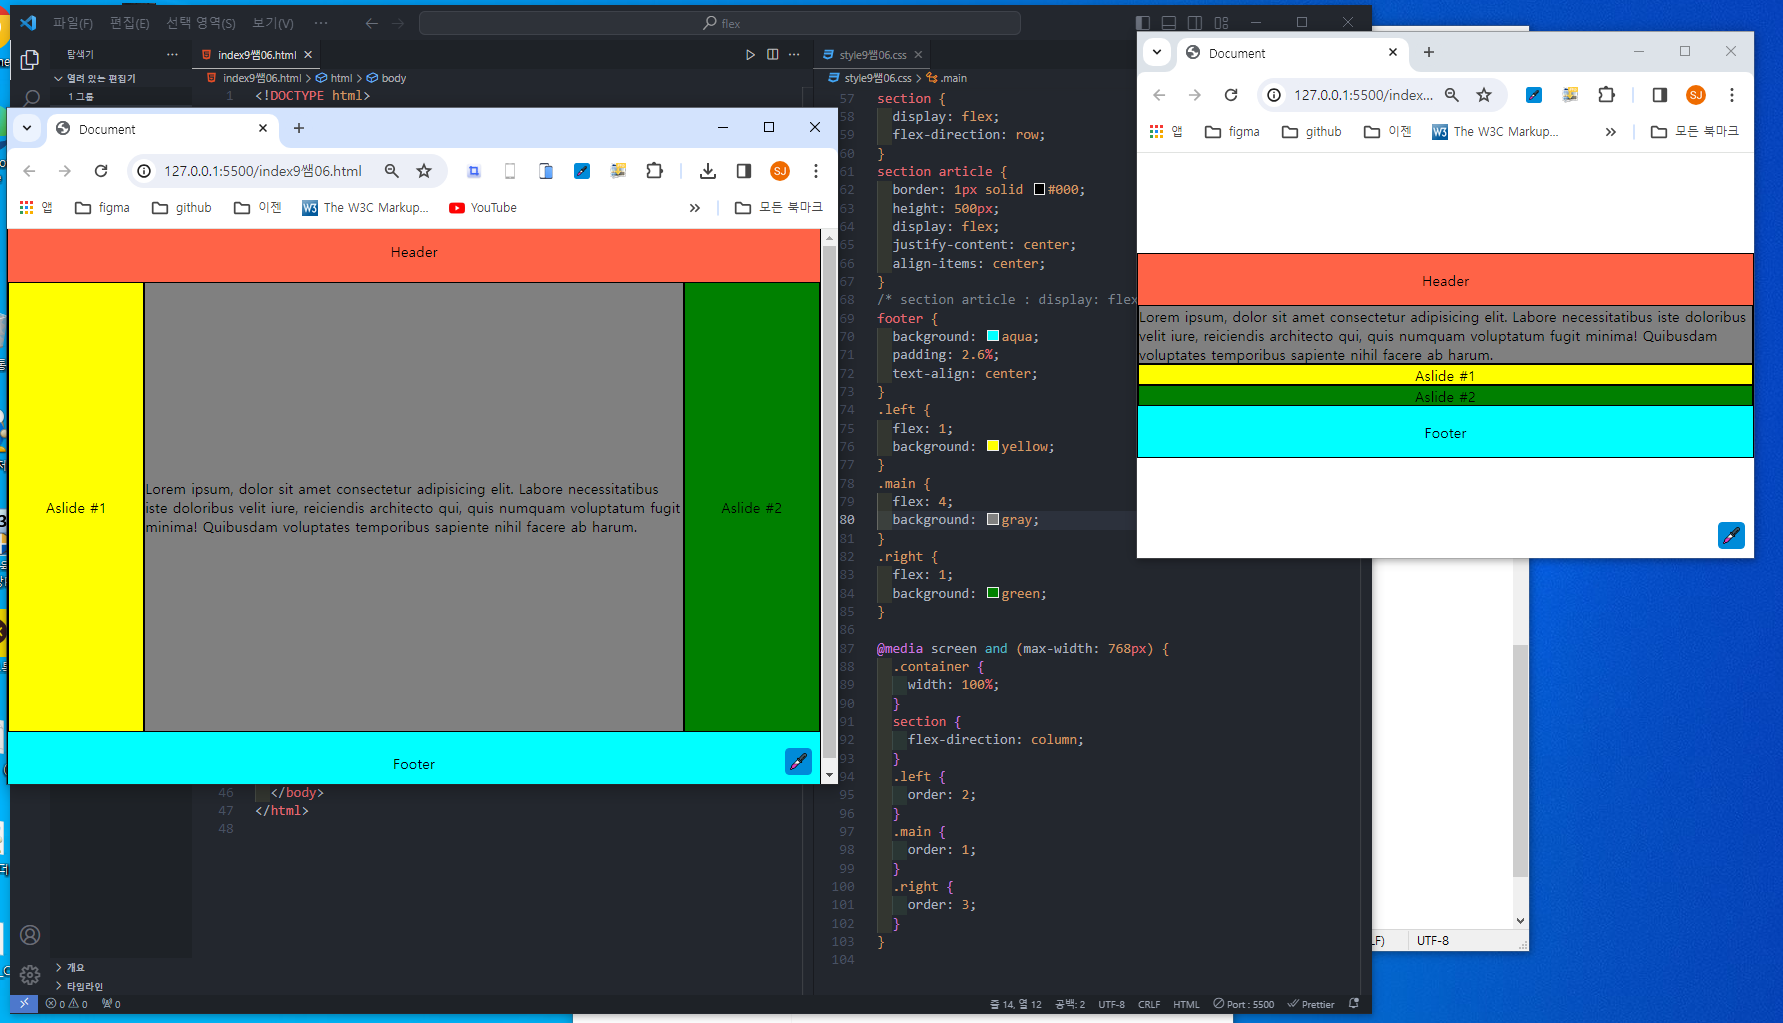 파일(F) 편집(E) 선택 영역(S) 보기(V) ··· flex
탐색기 ···
열려 있는 편집기
1 그룹
index9쌤06.html
index9쌤06.html > html > body
1 <!DOCTYPE html>
Document
127.0.0.1:5500/index9쌤06.html
SJ
앱 figma github 이젠 The W3C Markup... YouTube » 모든 북마크
Header
Aslide #1
Lorem ipsum, dolor sit amet consectetur adipisicing elit. Labore necessitatibus
iste doloribus velit iure, reiciendis architecto qui, quis numquam voluptatum fugit
minima! Quibusdam voluptates temporibus sapiente nihil facere ab harum.
Aslide #2
Footer
46 </body>
47 </html>
48
개요
타임라인
style9쌤06.css
style9쌤06.css > .main
57 section {
58 display: flex;
59 flex-direction: row;
60 }
61 section article {
62 border: 1px solid #000;
63 height: 500px;
64 display: flex;
65 justify-content: center;
66 align-items: center;
67 }
68 /* section article : display: flex
69 footer {
70 background: aqua;
71 padding: 2.6%;
72 text-align: center;
73 }
74 .left {
75 flex: 1;
76 background: yellow;
77 }
78 .main {
79 flex: 4;
80 background: gray;
81 }
82 .right {
83 flex: 1;
84 background: green;
85 }
86
87 @media screen and (max-width: 768px) {
88 .container {
89 width: 100%;
90 }
91 section {
92 flex-direction: column;
93 }
94 .left {
95 order: 2;
96 }
97 .main {
98 order: 1;
99 }
100 .right {
101 order: 3;
102 }
103 }
104
Document
127.0.0.1:5500/index...
SJ
앱 figma github 이젠 The W3C Markup... » 모든 북마크
Header
Lorem ipsum, dolor sit amet consectetur adipisicing elit. Labore necessitatibus iste doloribus
velit iure, reiciendis architecto qui, quis numquam voluptatum fugit minima! Quibusdam
voluptates temporibus sapiente nihil facere ab harum.
Aslide #1
Aslide #2
Footer
LF) UTF-8
0 0 0 줄 14, 열 12 공백: 2 UTF-8 CRLF HTML Port : 5500 Prettier